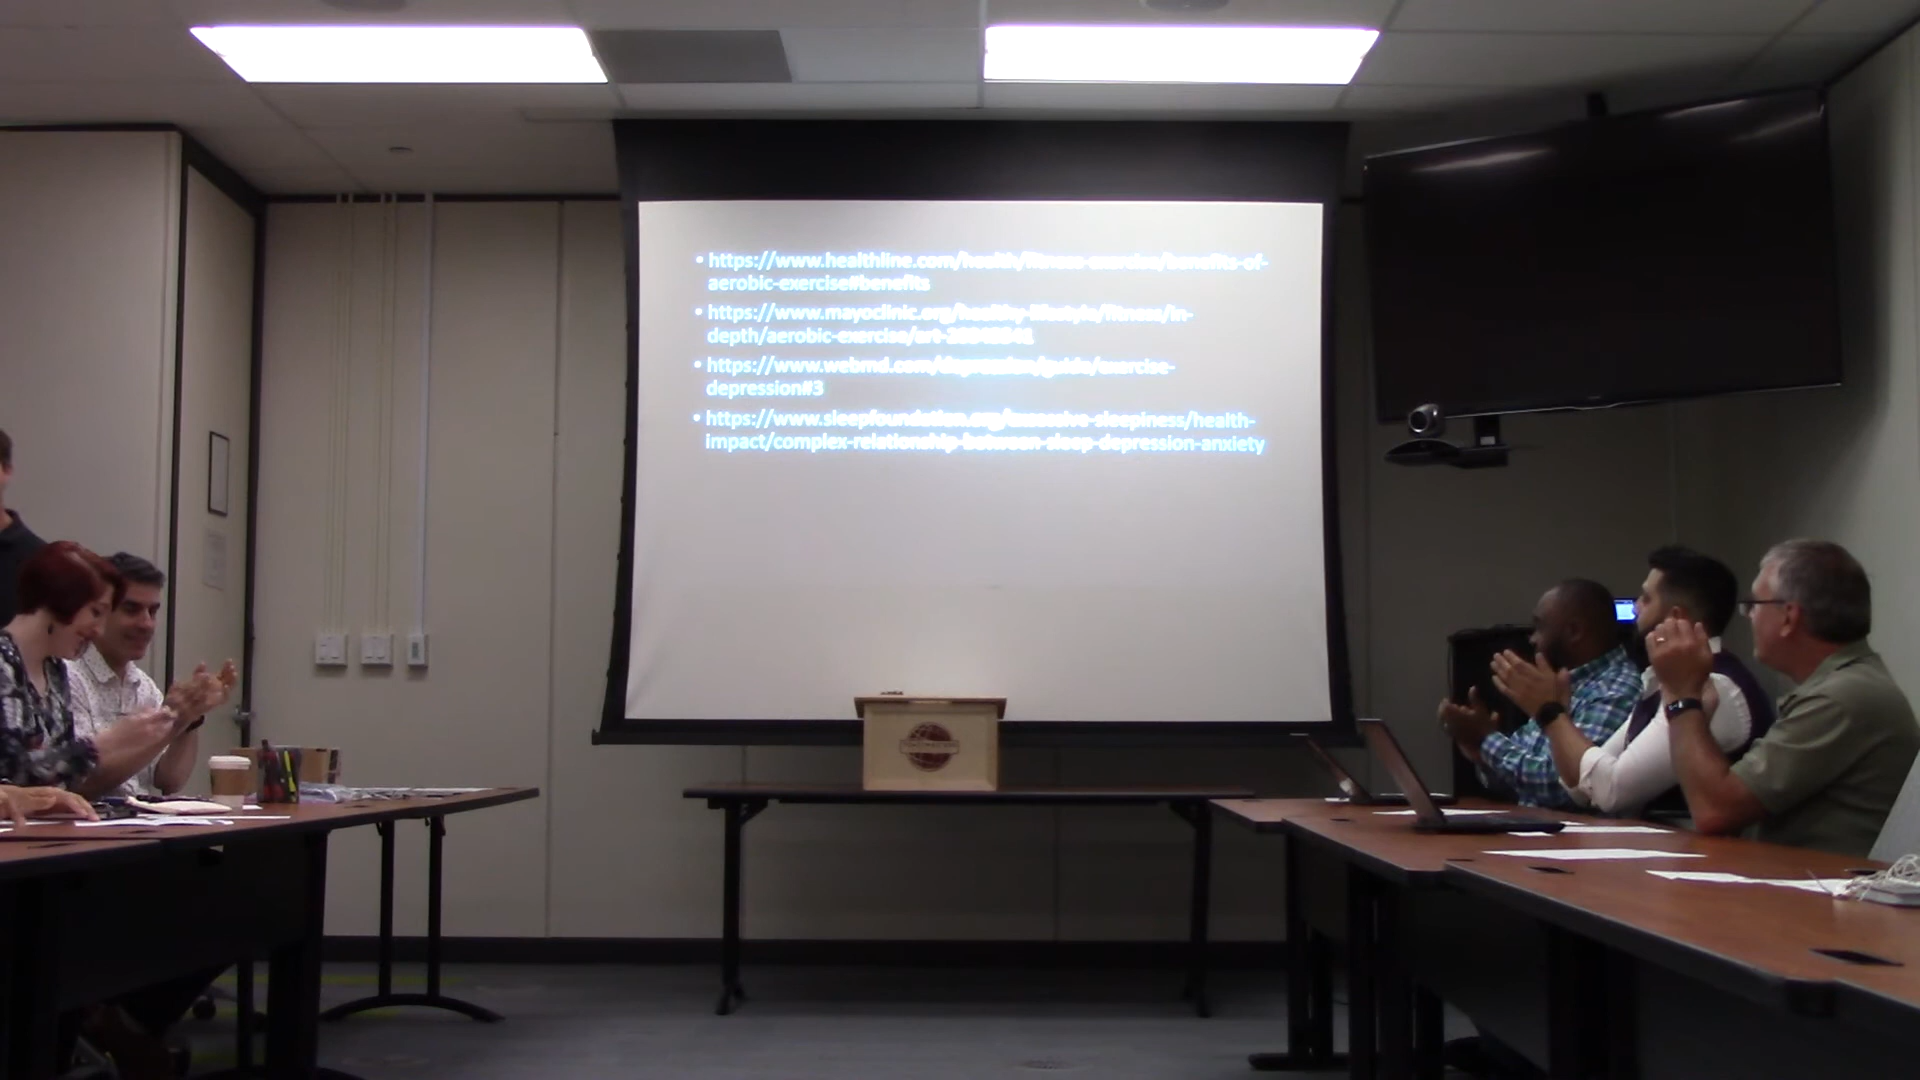 • https://www.healthline.com/health/fitness-exercise/benefits-of-
aerobic-exercise#benefits
• https://www.mayoclinic.org/healthy-lifestyle/fitness/in-
depth/aerobic-exercise/art-
• https://www.webmd.com/depression/guide/exercise-
depression#3
• https://www.sleepfoundation.org/excessive-sleepiness/health-
impact/complex-relationship-between-sleep-depression-anxiety
TOASTMASTERS